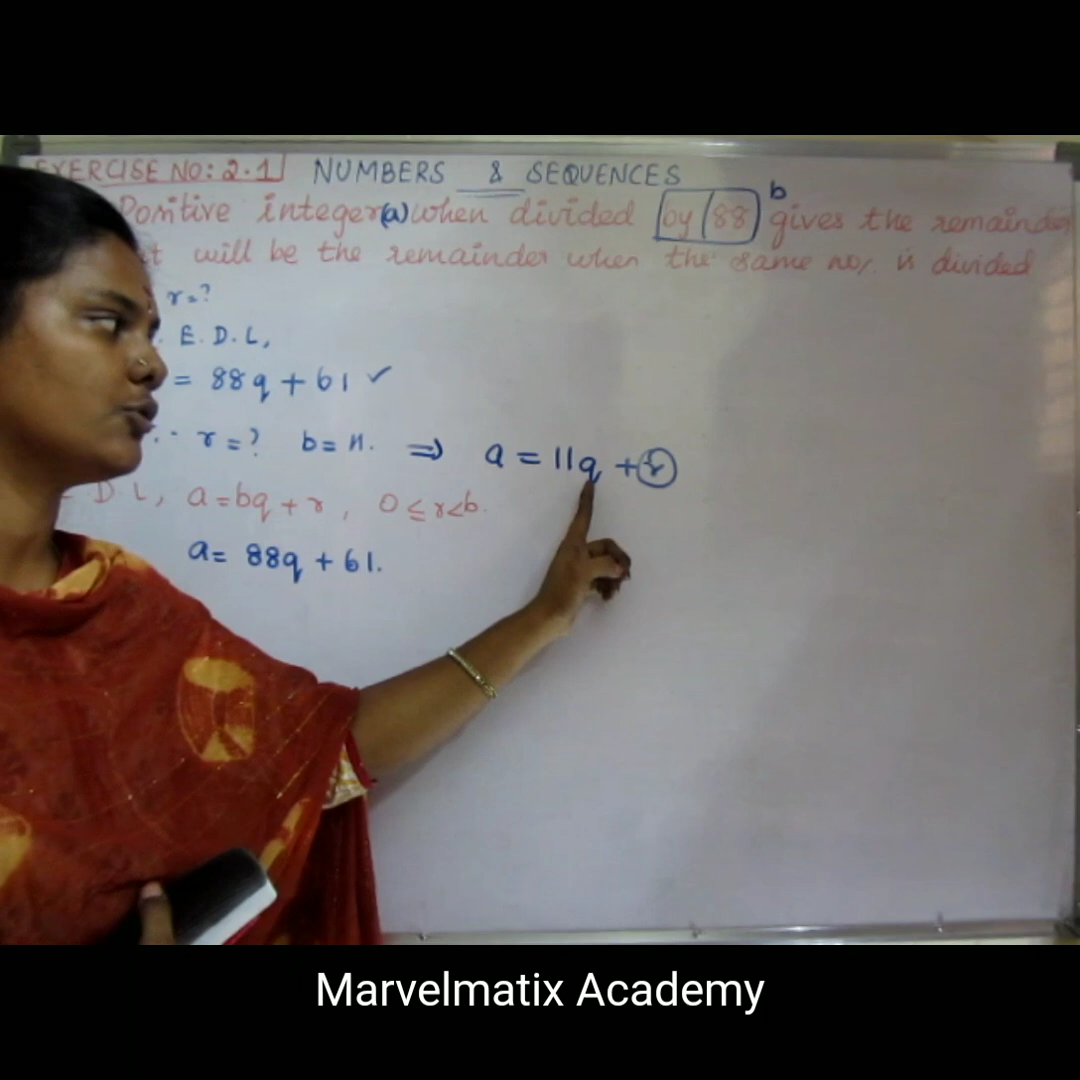 EXERCISE NO: 2.1 NUMBERS & SEQUENCES
Positive integer(a) when divided by 88 b gives the remainder
t will be the remainder when the same no/. is divided
r=?
E.D.L,
= 88q + 61 ✓
r=? b= 11. ⇒ a = 11q + r
D L, a=bq + r, 0 ≤ r<b.
a= 88q + 61.
Marvelmatix Academy